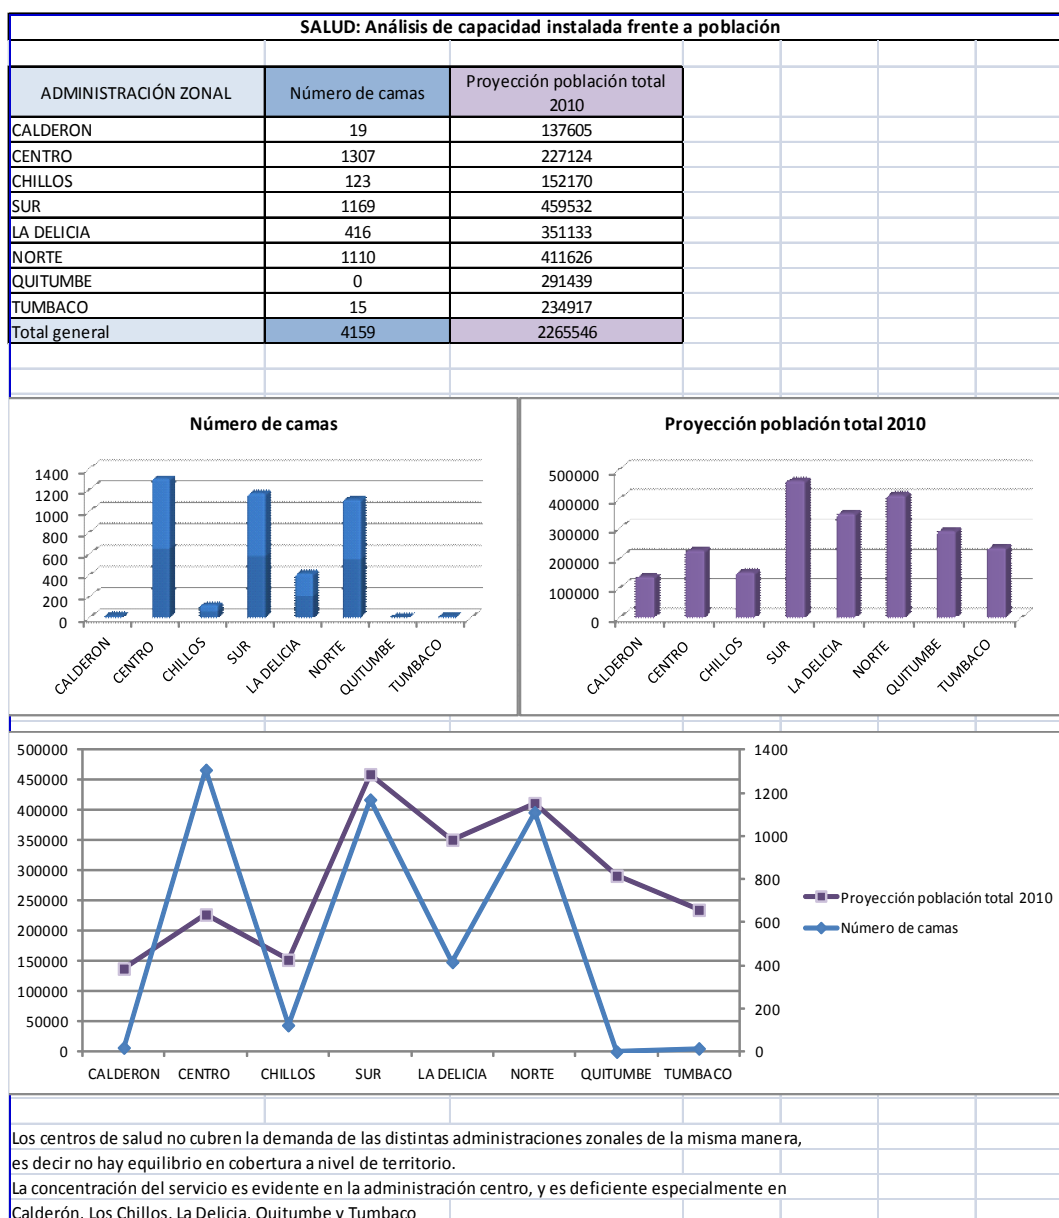 SALUD: Análisis de capacidad instalada frente a población
ADMINISTRACIÓN ZONAL Número de camas Proyección población total 2010
CALDERON 19 137605
CENTRO 1307 227124
CHILLOS 123 152170
SUR 1169 459532
LA DELICIA 416 351133
NORTE 1110 411626
QUITUMBE 0 291439
TUMBACO 15 234917
Total general 4159 2265546
Número de camas
1400
1200
1000
800
600
400
200
0
CALDERON CENTRO CHILLOS SUR LA DELICIA NORTE QUITUMBE TUMBACO
Proyección población total 2010
500000
400000
300000
200000
100000
0
CALDERON CENTRO CHILLOS SUR LA DELICIA NORTE QUITUMBE TUMBACO
500000
450000
400000
350000
300000
250000
200000
150000
100000
50000
0
1400
1200
1000
800
600
400
200
0
CALDERON CENTRO CHILLOS SUR LA DELICIA NORTE QUITUMBE TUMBACO
Proyección población total 2010
Número de camas
Los centros de salud no cubren la demanda de las distintas administraciones zonales de la misma manera,
es decir no hay equilibrio en cobertura a nivel de territorio.
La concentración del servicio es evidente en la administración centro, y es deficiente especialmente en
Calderón, Los Chillos, La Delicia, Quitumbe y Tumbaco